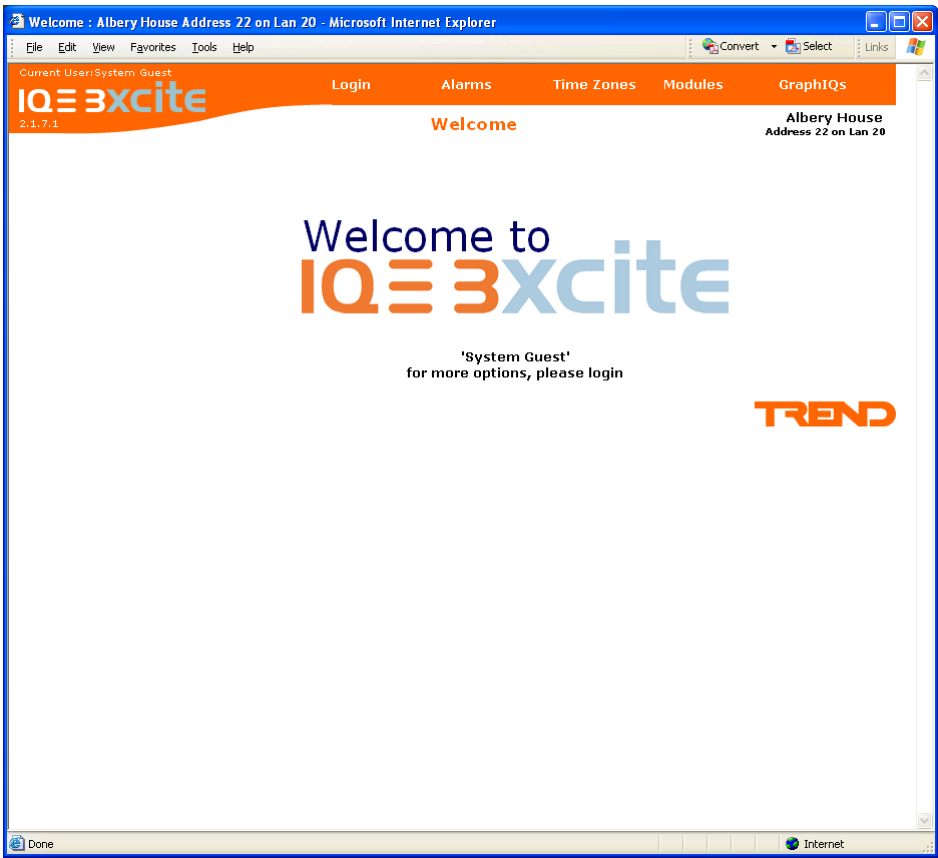 Welcome : Albery House Address 22 on Lan 20 - Microsoft Internet Explorer
File Edit View Favorites Tools Help Convert Select Links
Current User:System Guest
IQE3XCITE
2.1.7.1
Login Alarms Time Zones Modules GraphIQs
Welcome
Albery House
Address 22 on Lan 20
Welcome to
IQE3XCITE
'System Guest'
for more options, please login
TREND
Done Internet